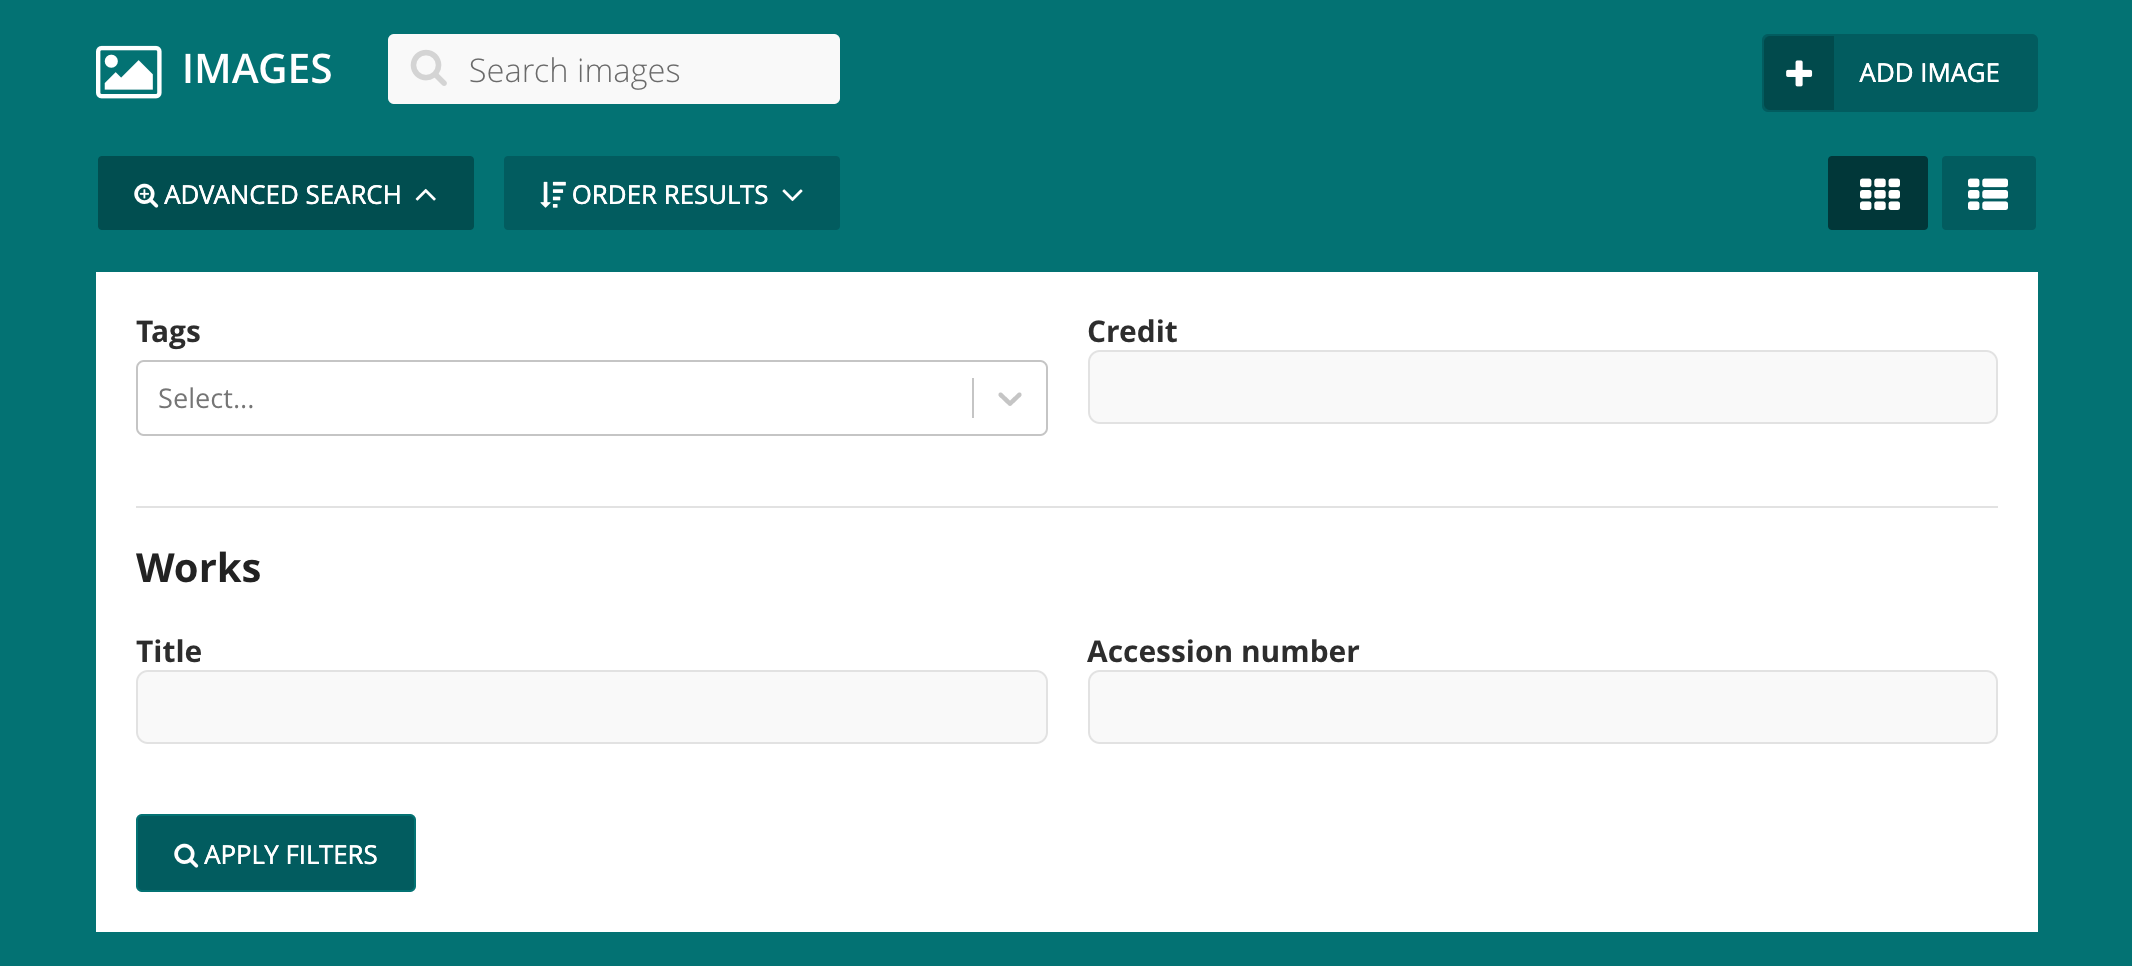 IMAGES
Search images
ADD IMAGE
ADVANCED SEARCH
ORDER RESULTS
Tags
Credit
Select...
Works
Title
Accession number
APPLY FILTERS